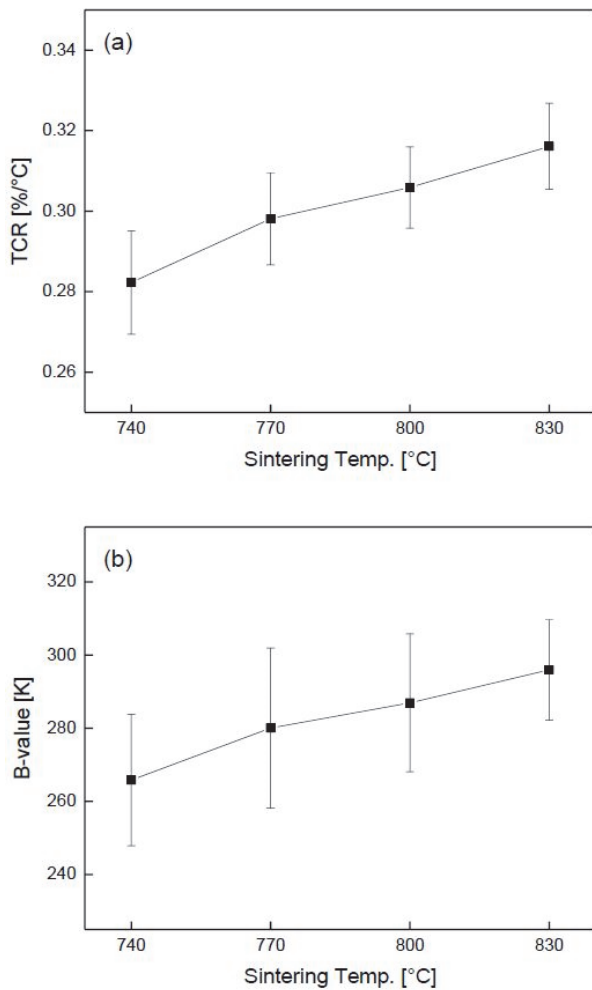 (a)
0.34
0.32
0.30
0.28
0.26
TCR [%/°C]
740 770 800 830
Sintering Temp. [°C]
(b)
320
300
280
260
240
B-value [K]
740 770 800 830
Sintering Temp. [°C]